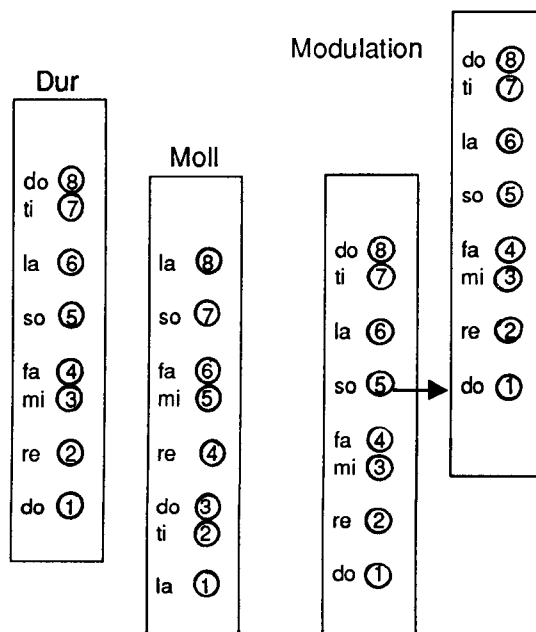 Dur
do 8
ti 7
la 6
so 5
fa 4
mi 3
re 2
do 1
Moll
la 8
so 7
fa 6
mi 5
re 4
do 3
ti 2
la 1
Modulation
do 8
ti 7
la 6
so 5
fa 4
mi 3
re 2
do 1
do 8
ti 7
la 6
so 5
fa 4
mi 3
re 2
do 1